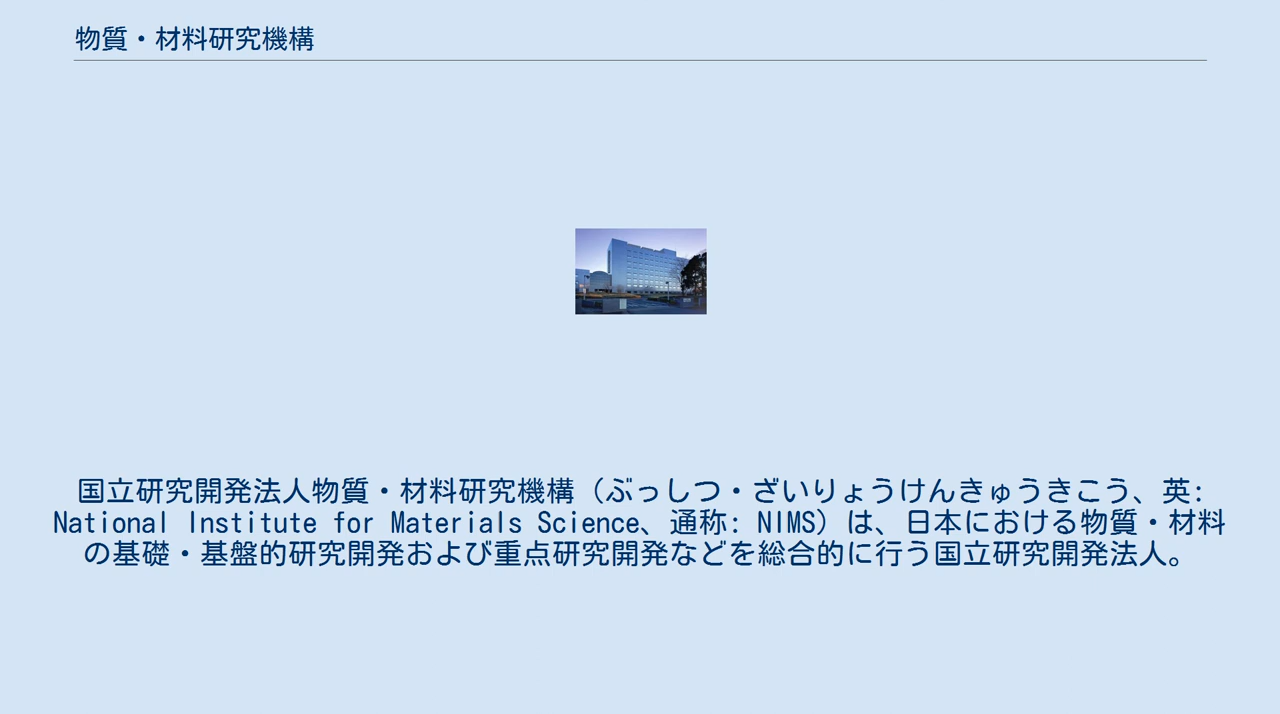 物質・材料研究機構
国立研究開発法人物質・材料研究機構（ぶっしつ・ざいりょうけんきゅうきこう、英:
National Institute for Materials Science、通称: NIMS）は、日本における物質・材料
の基礎・基盤的研究開発および重点研究開発などを総合的に行う国立研究開発法人。